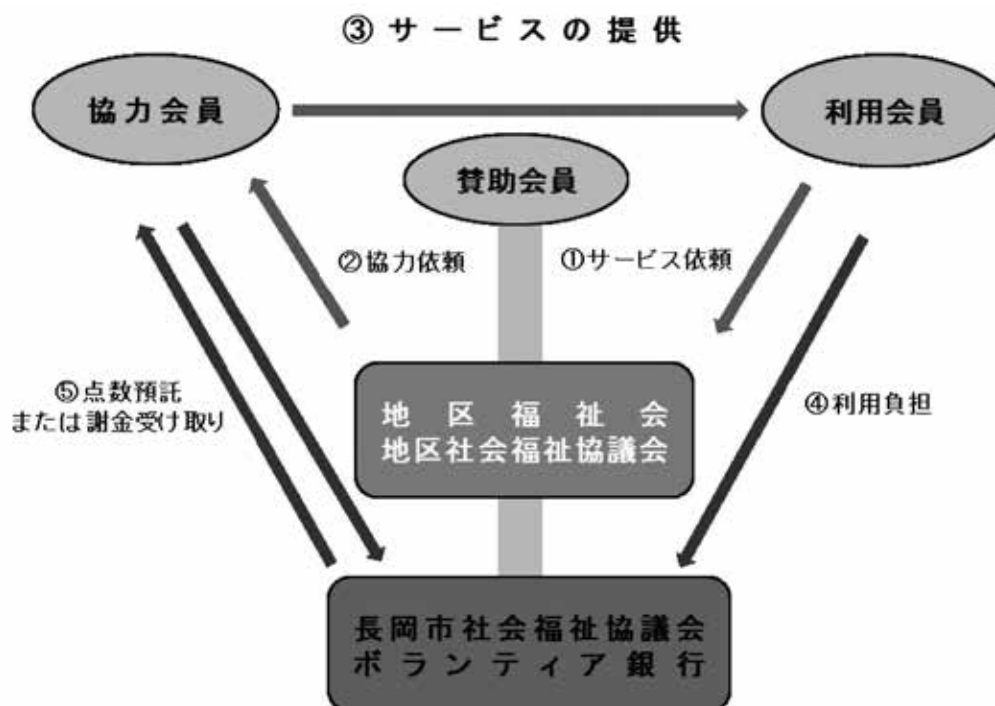 ③サービスの提供
協力会員
利用会員
賛助会員
②協力依頼
①サービス依頼
⑤点数預託
または謝金受け取り
④利用負担
地区福祉会
地区社会福祉協議会
長岡市社会福祉協議会
ボランティア銀行